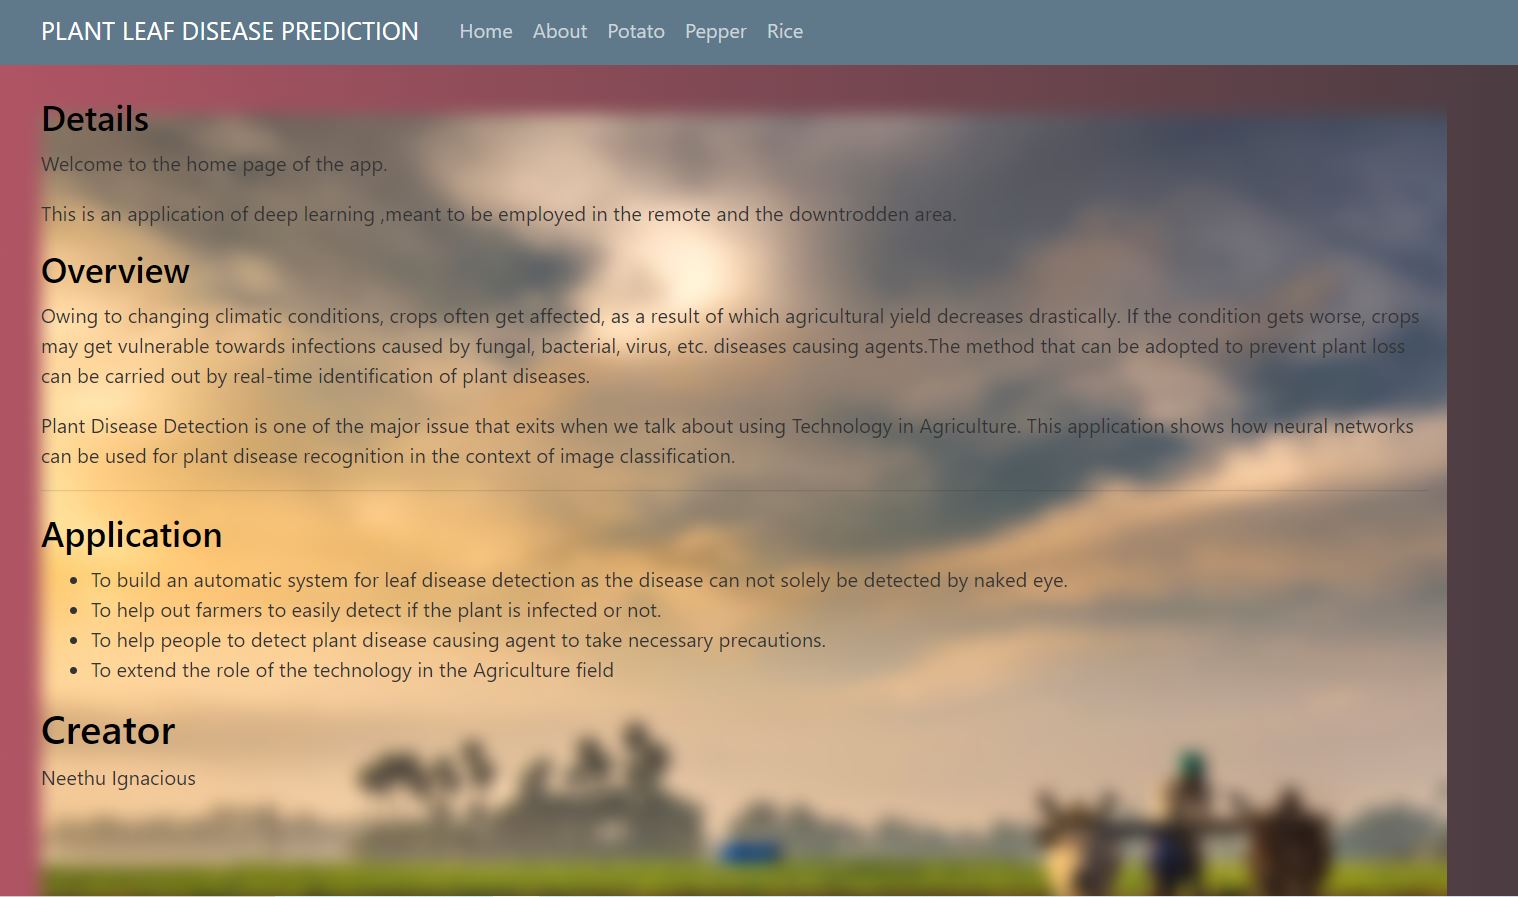 PLANT LEAF DISEASE PREDICTION Home About Potato Pepper Rice
Details
Welcome to the home page of the app.
This is an application of deep learning ,meant to be employed in the remote and the downtrodden area.
Overview
Owing to changing climatic conditions, crops often get affected, as a result of which agricultural yield decreases drastically. If the condition gets worse, crops
may get vulnerable towards infections caused by fungal, bacterial, virus, etc. diseases causing agents.The method that can be adopted to prevent plant loss
can be carried out by real-time identification of plant diseases.
Plant Disease Detection is one of the major issue that exits when we talk about using Technology in Agriculture. This application shows how neural networks
can be used for plant disease recognition in the context of image classification.
Application
• To build an automatic system for leaf disease detection as the disease can not solely be detected by naked eye.
• To help out farmers to easily detect if the plant is infected or not.
• To help people to detect plant disease causing agent to take necessary precautions.
• To extend the role of the technology in the Agriculture field
Creator
Neethu Ignacious